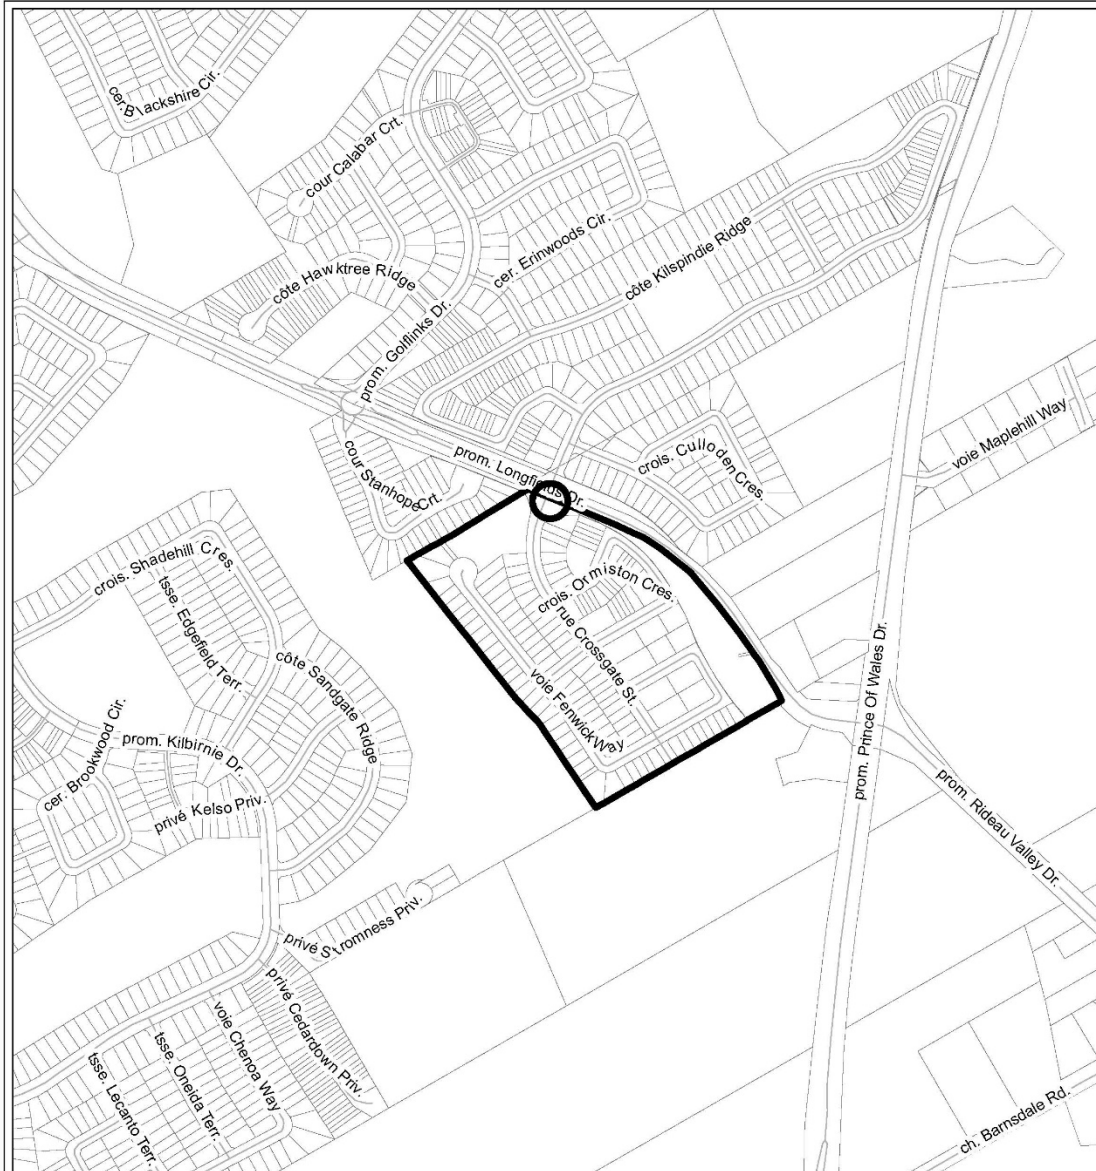 cer.Blackshire Cir.
cour Calabar Crt.
cer. Erinwoods Cir.
côte Hawktree Ridge
côte Kilspindie Ridge
prom. Golflinks Dr.
voie Maplehill Way
cour Stanhope Crt.
prom. Longfields Dr.
crois. Culloden Cres.
crois. Shadehill Cres.
tsse. Edgefield Terr.
crois. Ormiston Cres.
rue Crossgate St.
côte Sandgate Ridge
voie Fenwick Way
prom. Prince Of Wales Dr.
cer. Brookwood Cir.
prom. Kilbirnie Dr.
privé Kelso Priv.
prom. Rideau Valley Dr.
privé Stromness Priv.
privé Cedardown Priv.
voie Chenoa Way
tsse. Oneida Terr.
tsse. Lecanto Terr.
ch. Barnsdale Rd.